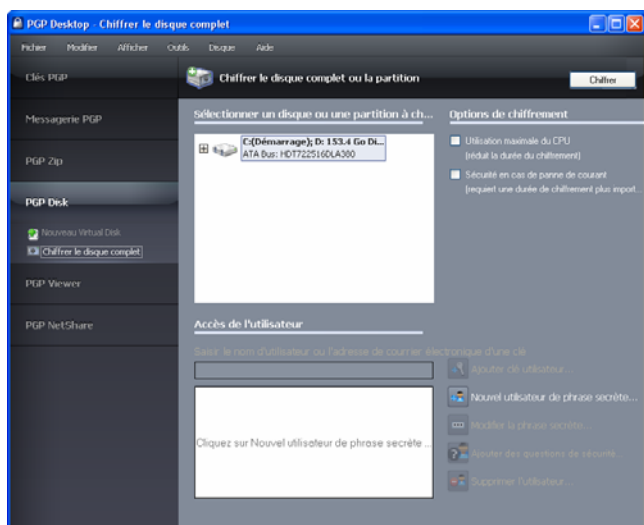 PGP Desktop - Chiffrer le disque complet
Fichier Modifier Afficher Outils Disque Aide
Clés PGP
Chiffrer le disque complet ou la partition
Chiffrer
Messagerie PGP
PGP Zip
PGP Disk
Nouveau Virtual Disk
Chiffrer le disque complet
PGP Viewer
PGP NetShare
Sélectionner un disque ou une partition à ch...
C:(Démarrage); D: 153.4 Go Di...
ATA Bus: HDT722516DLA380
Options de chiffrement
Utilisation maximale du CPU
(réduit la durée du chiffrement)
Sécurité en cas de panne de courant
(requiert une durée de chiffrement plus import...
Accès de l'utilisateur
Saisir le nom d'utilisateur ou l'adresse de courrier électronique d'une clé
Cliquez sur Nouvel utilisateur de phrase secrète ...
Ajouter clé utilisateur...
Nouvel utilisateur de phrase secrète...
Modifier la phrase secrète...
Ajouter des questions de sécurité...
Supprimer l'utilisateur...